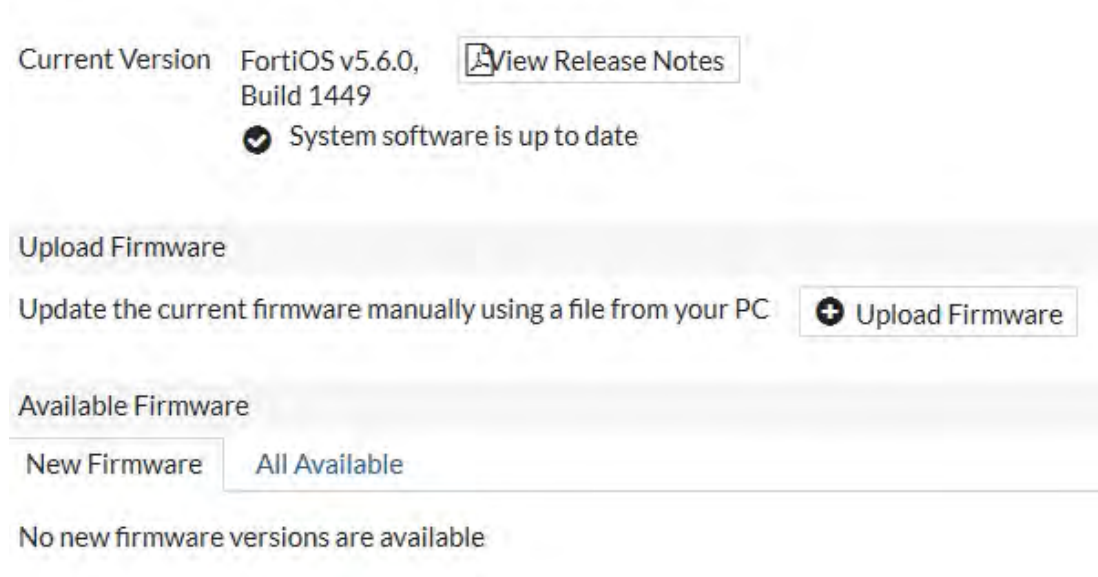 Current Version FortiOS v5.6.0, View Release Notes
Build 1449
System software is up to date
Upload Firmware
Update the current firmware manually using a file from your PC Upload Firmware
Available Firmware
New Firmware All Available
No new firmware versions are available